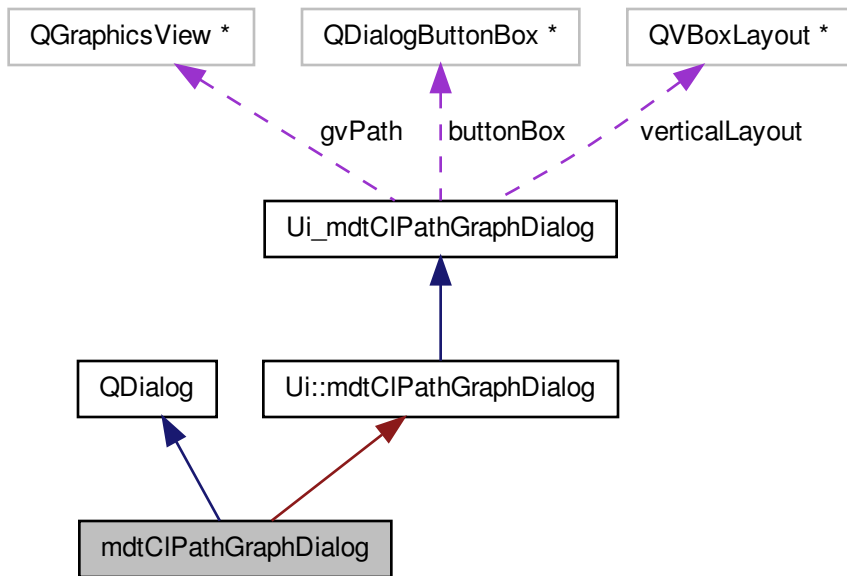 QGraphicsView *
QDialogButtonBox *
QVBoxLayout *
gvPath
buttonBox
verticalLayout
Ui_mdtClPathGraphDialog
QDialog
Ui::mdtClPathGraphDialog
mdtClPathGraphDialog